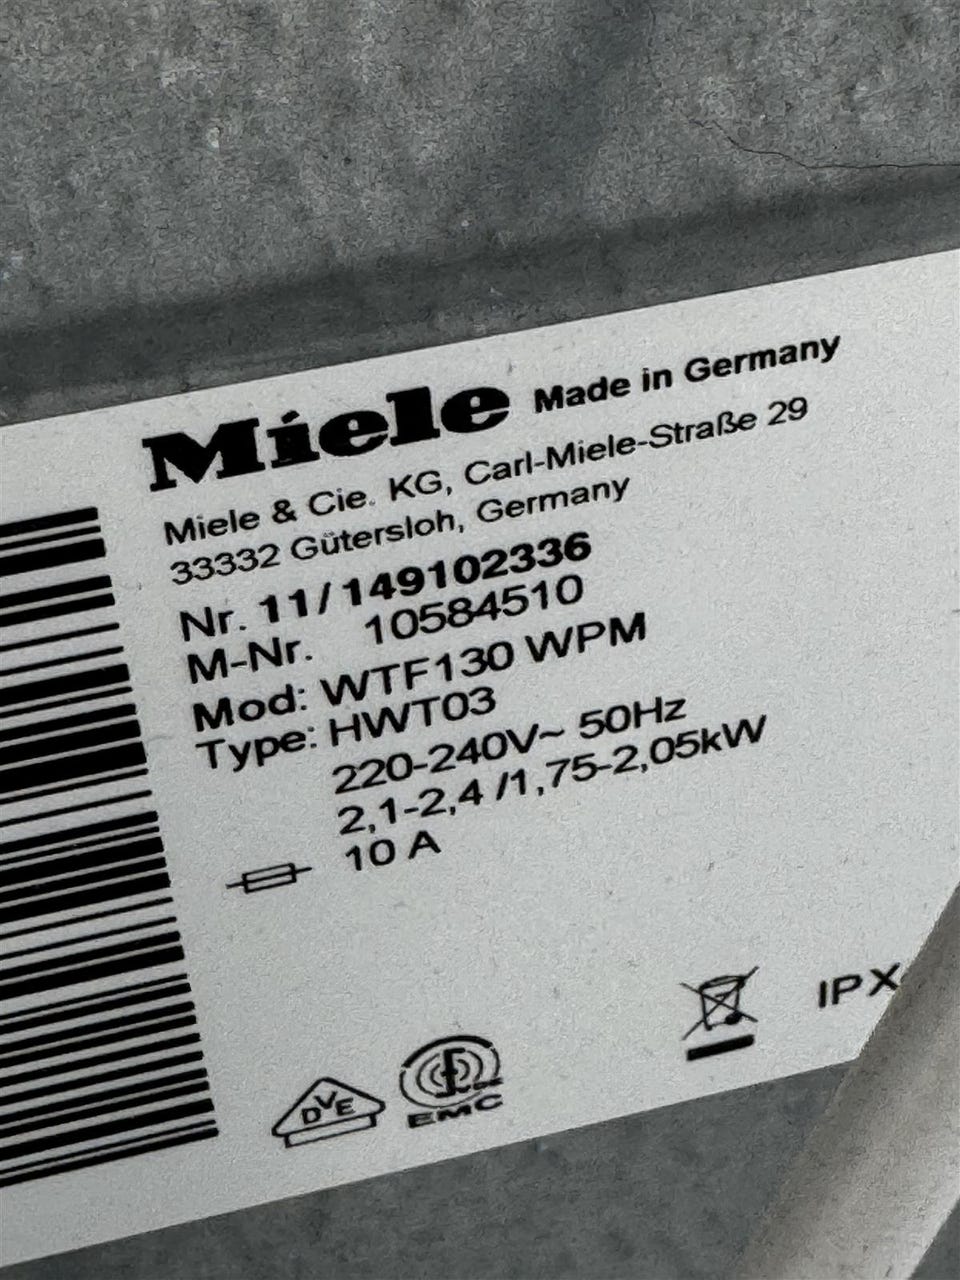 Miele Made in Germany
Miele & Cie. KG, Carl-Miele-Straße 29
33332 Gütersloh, Germany
Nr. 11/149102336
M-Nr. 10584510
Mod: WTF130 WPM
Type: HWT03
220-240V~ 50Hz
2,1-2,4 /1,75-2,05kW
10 A
IPX
DVE
EMC